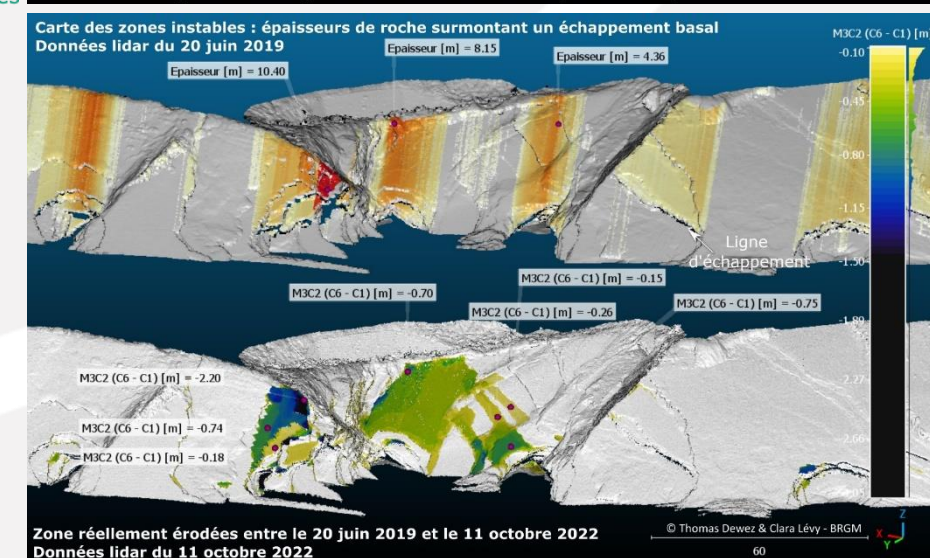 es
Carte des zones instables : épaisseurs de roche surmontant un échappement basal
Données lidar du 20 juin 2019
M3C2 (C6 - C1) [m
Epaisseur [m] = 10.40
Epaisseur [m] = 8.15
Epaisseur [m] = 4.36
-0.10
-0.45
-0.80
-1.15
-1.50
-1.89
-2.27
-2.66
Ligne
d'échappement
M3C2 (C6 - C1) [m] = -0.70
M3C2 (C6 - C1) [m] = -0.15
M3C2 (C6 - C1) [m] = -0.26
M3C2 (C6 - C1) [m] = -0.75
M3C2 (C6 - C1) [m] = -2.20
M3C2 (C6 - C1) [m] = -0.74
M3C2 (C6 - C1) [m] = -0.18
Zone réellement érodées entre le 20 juin 2019 et le 11 octobre 2022
Données lidar du 11 octobre 2022
© Thomas Dewez & Clara Lévy - BRGM
60
Z
X
Y